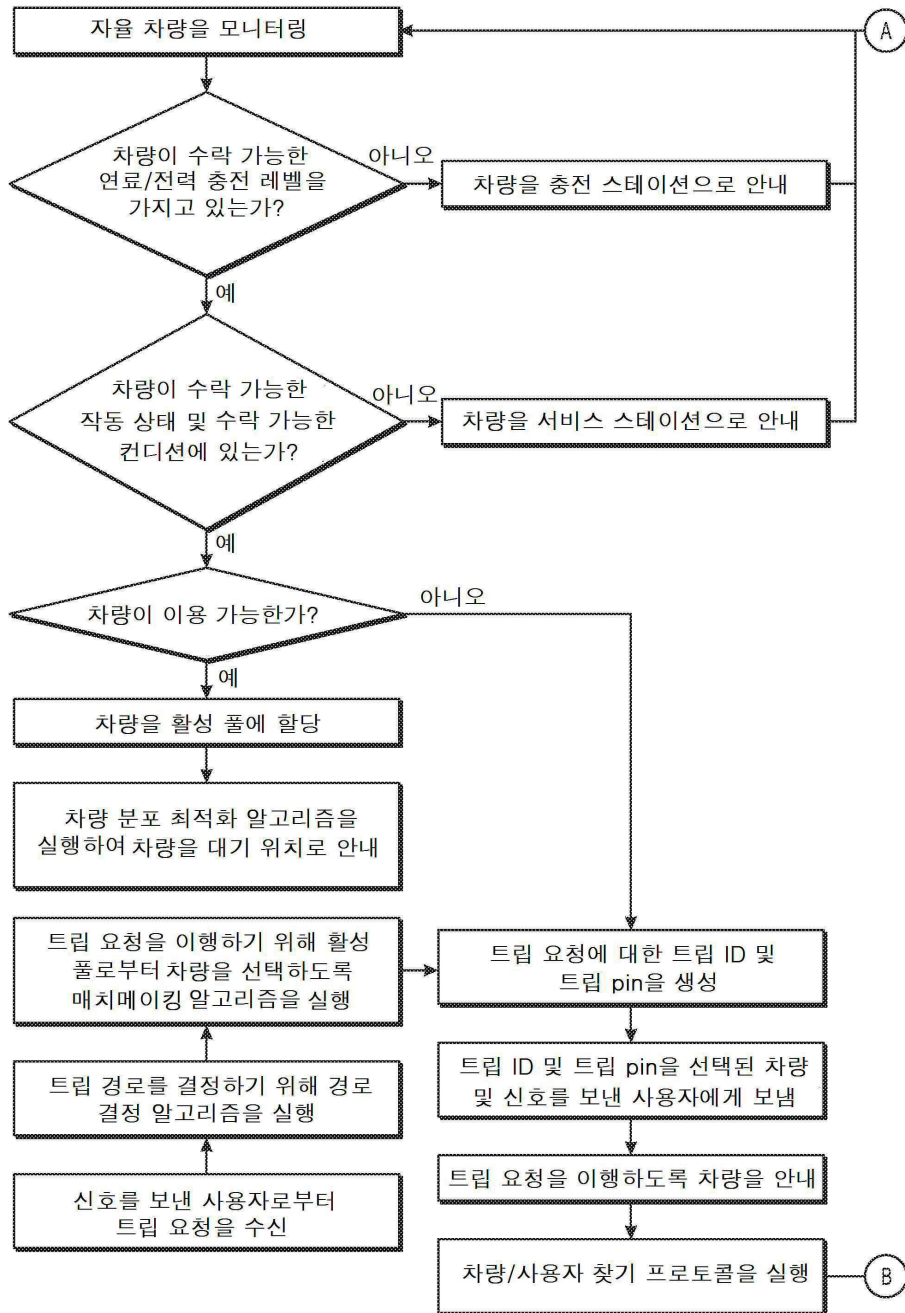 자율 차량을 모니터링
A
차량이 수락 가능한
연료/전력 충전 레벨을
가지고 있는가?
아니오
차량을 충전 스테이션으로 안내
예
차량이 수락 가능한
작동 상태 및 수락 가능한
컨디션에 있는가?
아니오
차량을 서비스 스테이션으로 안내
예
차량이 이용 가능한가?
아니오
예
차량을 활성 풀에 할당
차량 분포 최적화 알고리즘을
실행하여 차량을 대기 위치로 안내
트립 요청을 이행하기 위해 활성
풀로부터 차량을 선택하도록
매치메이킹 알고리즘을 실행
트립 요청에 대한 트립 ID 및
트립 pin을 생성
트립 경로를 결정하기 위해 경로
결정 알고리즘을 실행
트립 ID 및 트립 pin을 선택된 차량
및 신호를 보낸 사용자에게 보냄
신호를 보낸 사용자로부터
트립 요청을 수신
트립 요청을 이행하도록 차량을 안내
차량/사용자 찾기 프로토콜을 실행
B